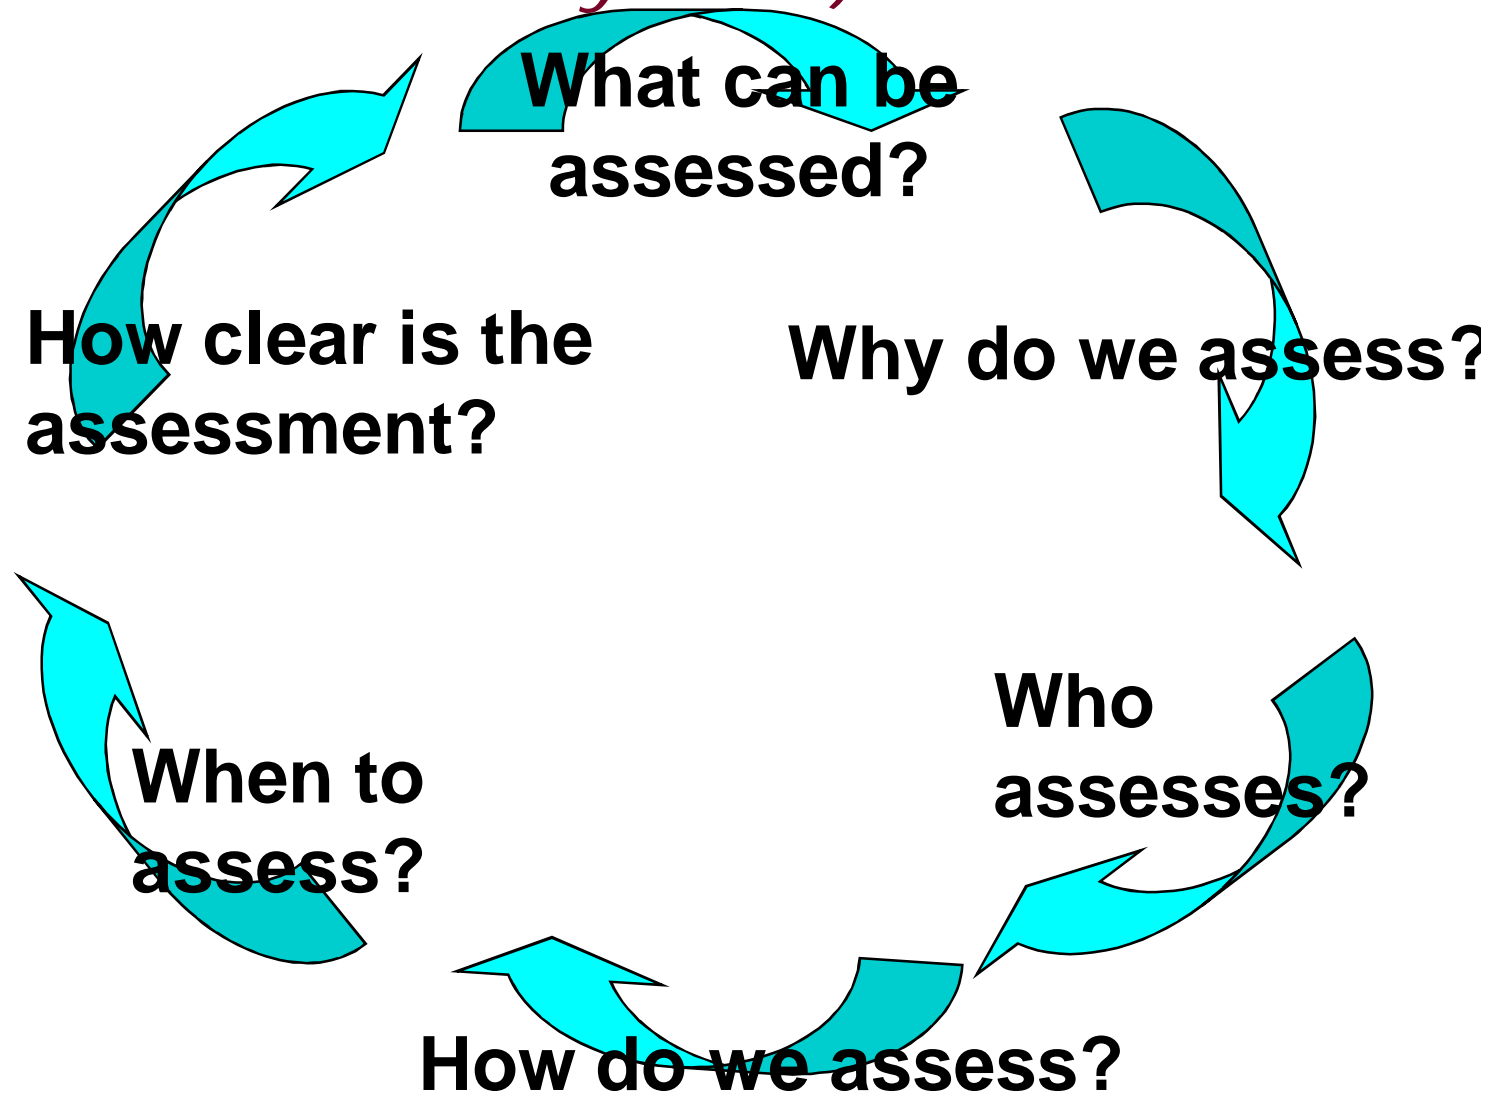 What can be
assessed?
Why do we assess?
Who
assesses?
How do we assess?
When to
assess?
How clear is the
assessment?